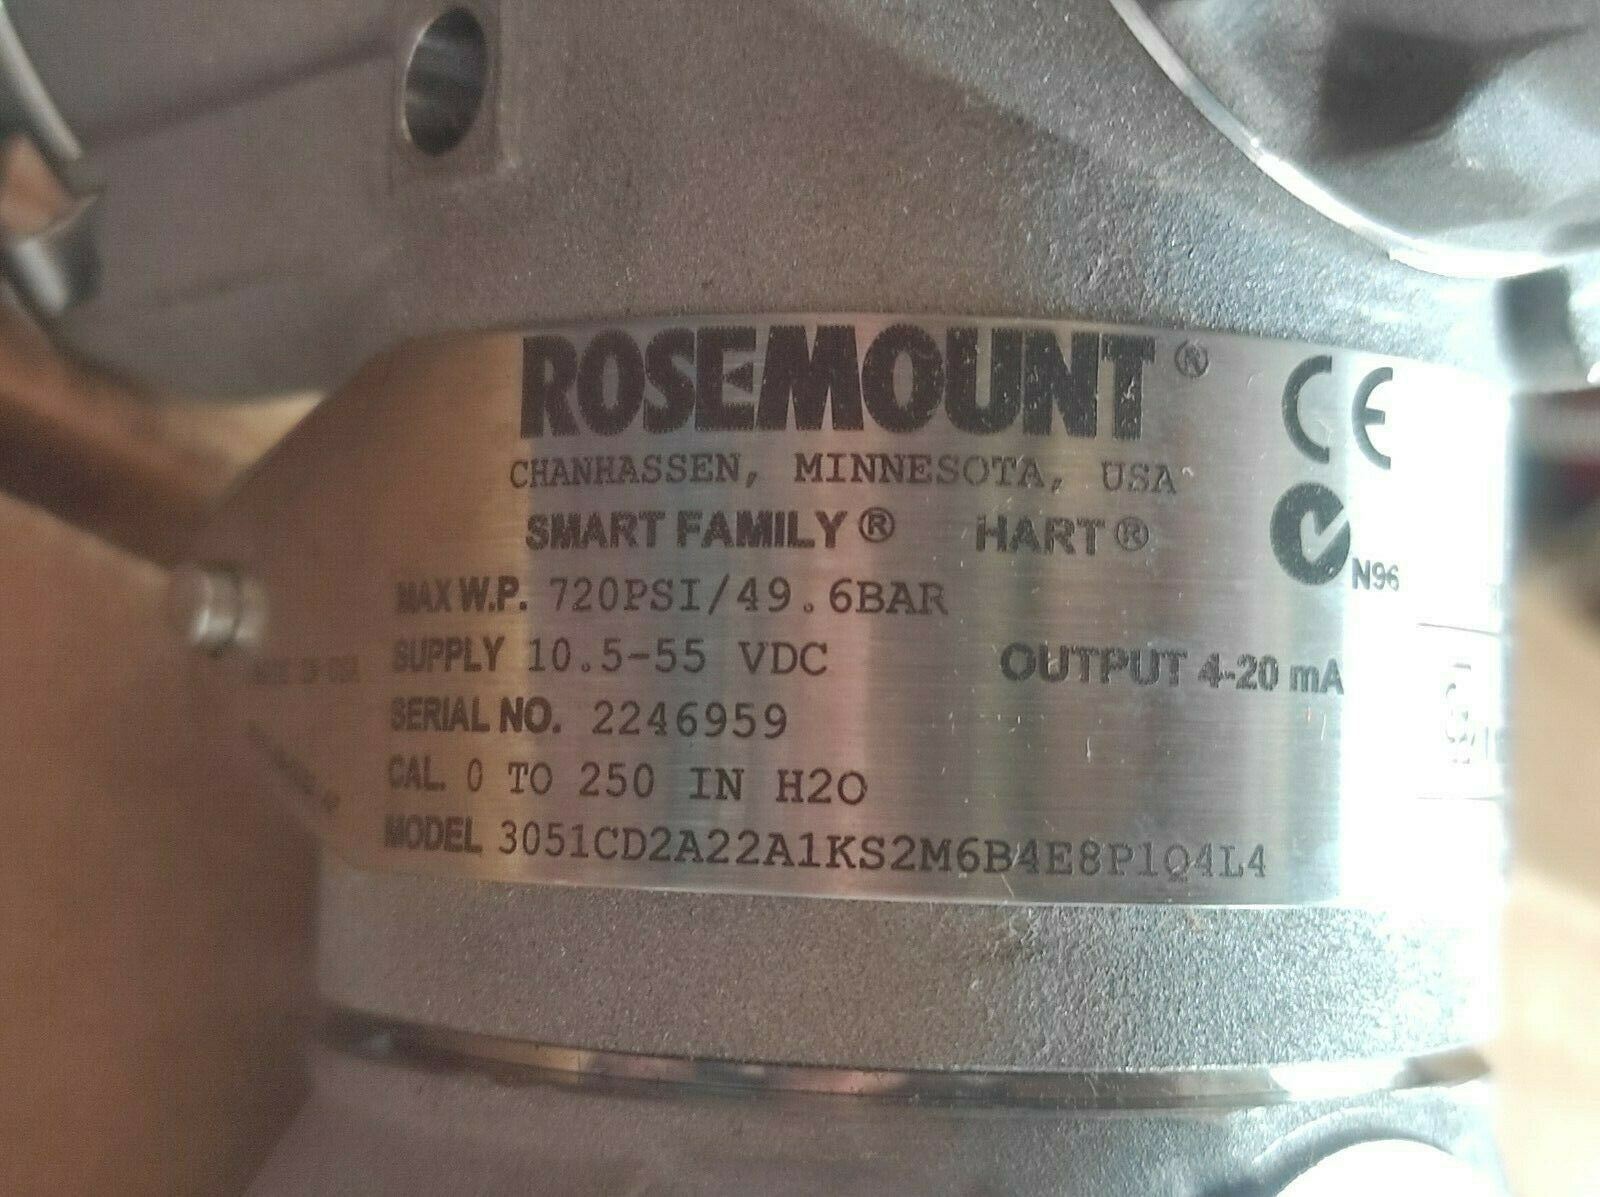 ROSEMOUNT®
CHANHASSEN, MINNESOTA, USA
SMART FAMILY® HART®
N96
MAX W.P. 720PSI/49.6BAR
SUPPLY 10.5-55 VDC OUTPUT 4-20 mA
SERIAL NO. 2246959
CAL. 0 TO 250 IN H2O
MODEL 3051CD2A22A1KS2M6B4E8P1Q4L4
CE